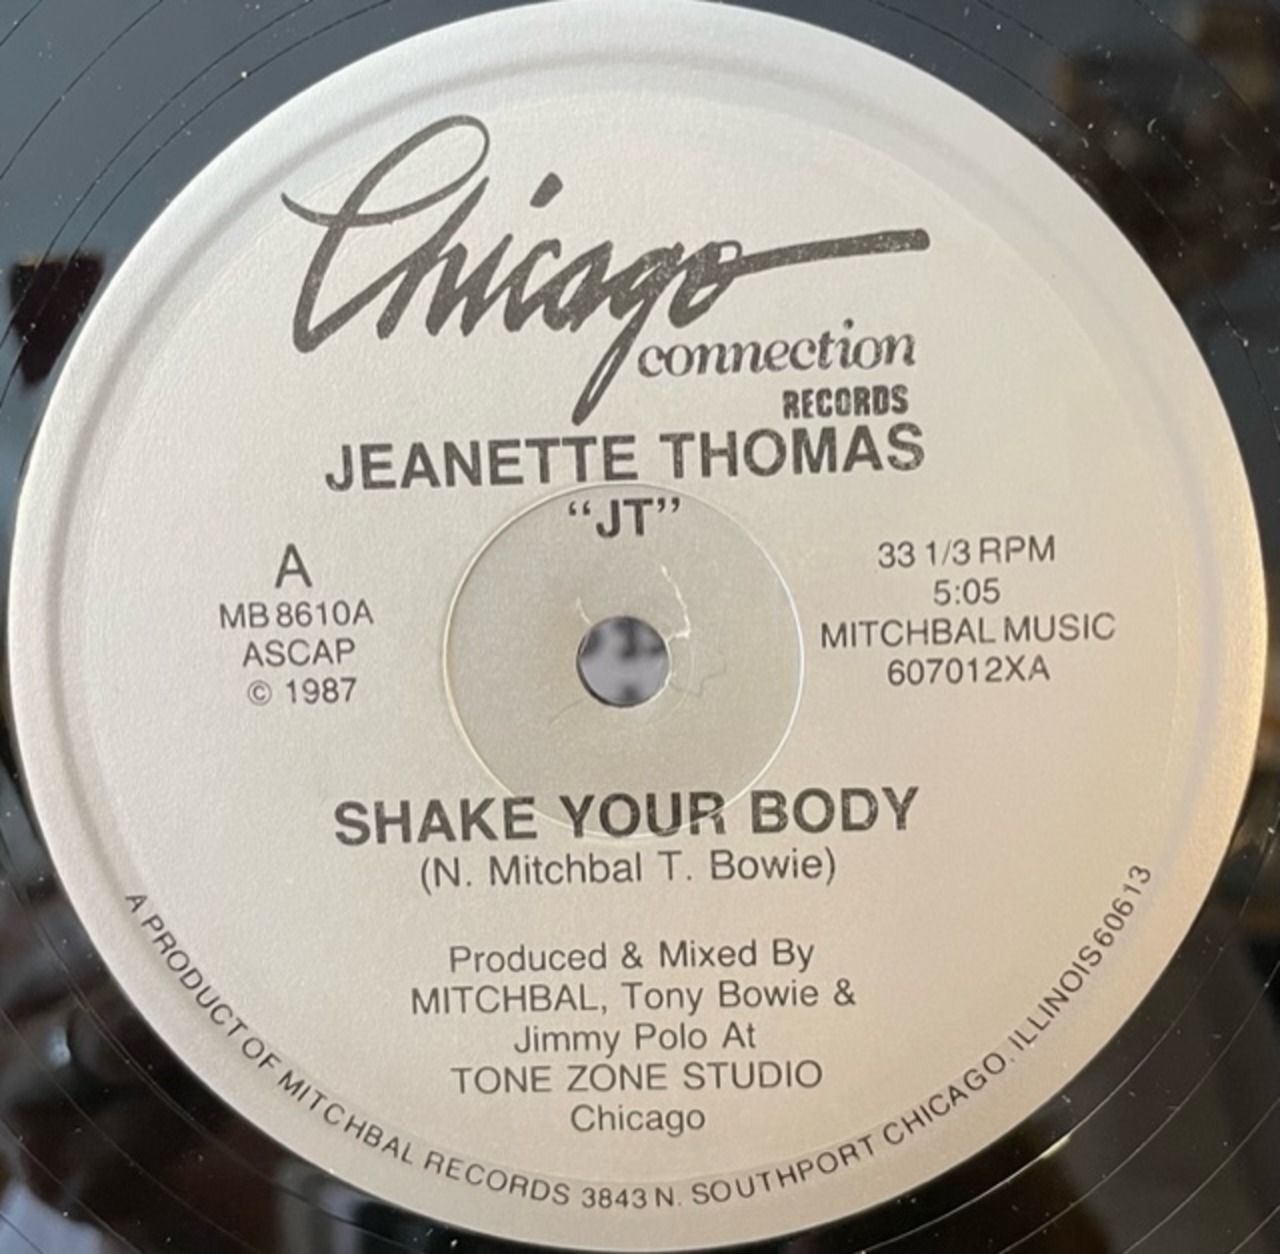 Chicago
connection
RECORDS
JEANETTE THOMAS
“JT”
A
MB 8610A
ASCAP
© 1987
33 1/3 RPM
5:05
MITCHBAL MUSIC
607012XA
SHAKE YOUR BODY
(N. Mitchbal T. Bowie)
Produced & Mixed By
MITCHBAL, Tony Bowie &
Jimmy Polo At
TONE ZONE STUDIO
Chicago
A PRODUCT OF MITCHBAL RECORDS 3843 N. SOUTHPORT CHICAGO, ILLINOIS 60613